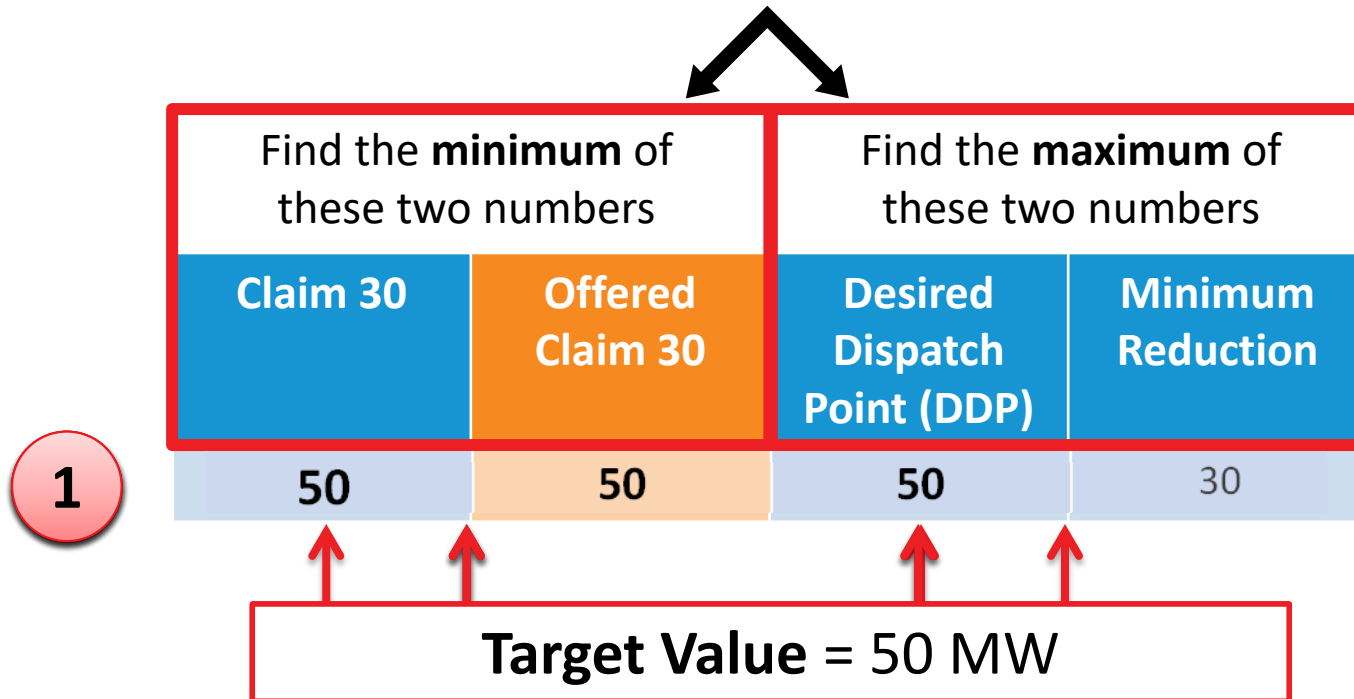 Find the minimum of
these two numbers
Find the maximum of
these two numbers
Claim 30
Offered
Claim 30
Desired
Dispatch
Point (DDP)
Minimum
Reduction
1
50
50
50
30
Target Value = 50 MW